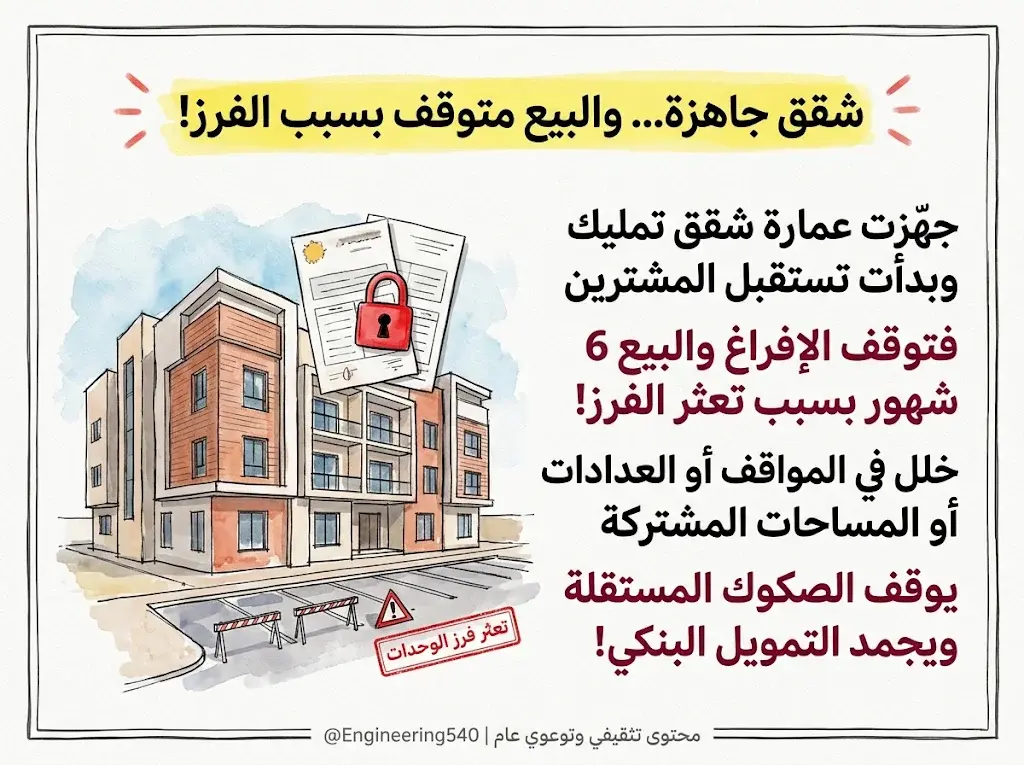 شقق جاهزة... والبيع متوقف بسبب الفرز!
جهّزت عمارة شقق تمليك
وبدأت تستقبل المشترين
فتوقف الإفراغ والبيع 6
شهور بسبب تعثر الفرز!
خلل في المواقف أو العدادات
أو المساحات المشتركة
يوقف الصكوك المستقلة
ويجمد التمويل البنكي!
تعثر فرز الوحدات
محتوى تثقيفي وتوعوي عام | @Engineering540